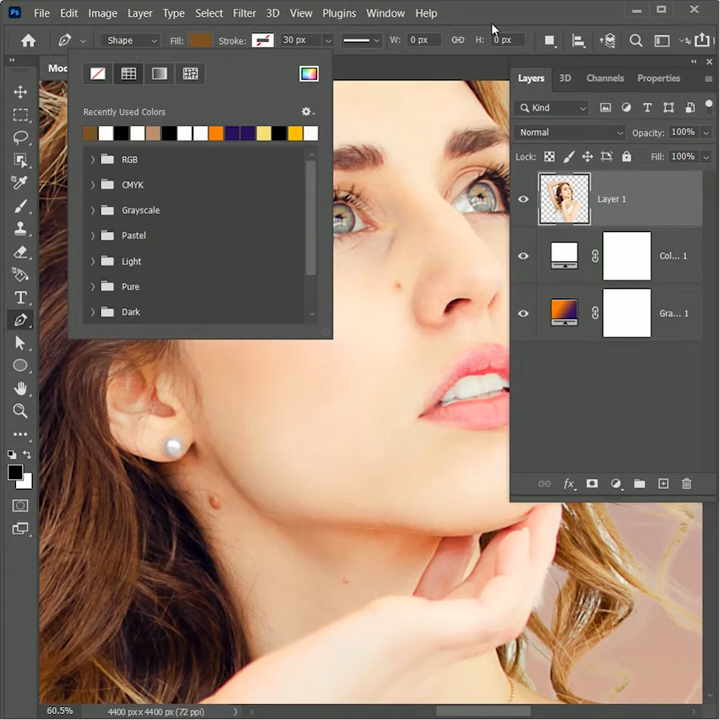 Ps File Edit Image Layer Type Select Filter 3D View Plugins Window Help
Shape Fill: Stroke: 30 px W: 0 px H: 0 px
Layers 3D Channels Properties
Kind
Normal Opacity: 100%
Lock: Fill: 100%
Layer 1
Col... 1
Gra... 1
fx
Recently Used Colors
RGB
CMYK
Grayscale
Pastel
Light
Pure
Dark
60.5% 4400 px x 4400 px (72 ppi)